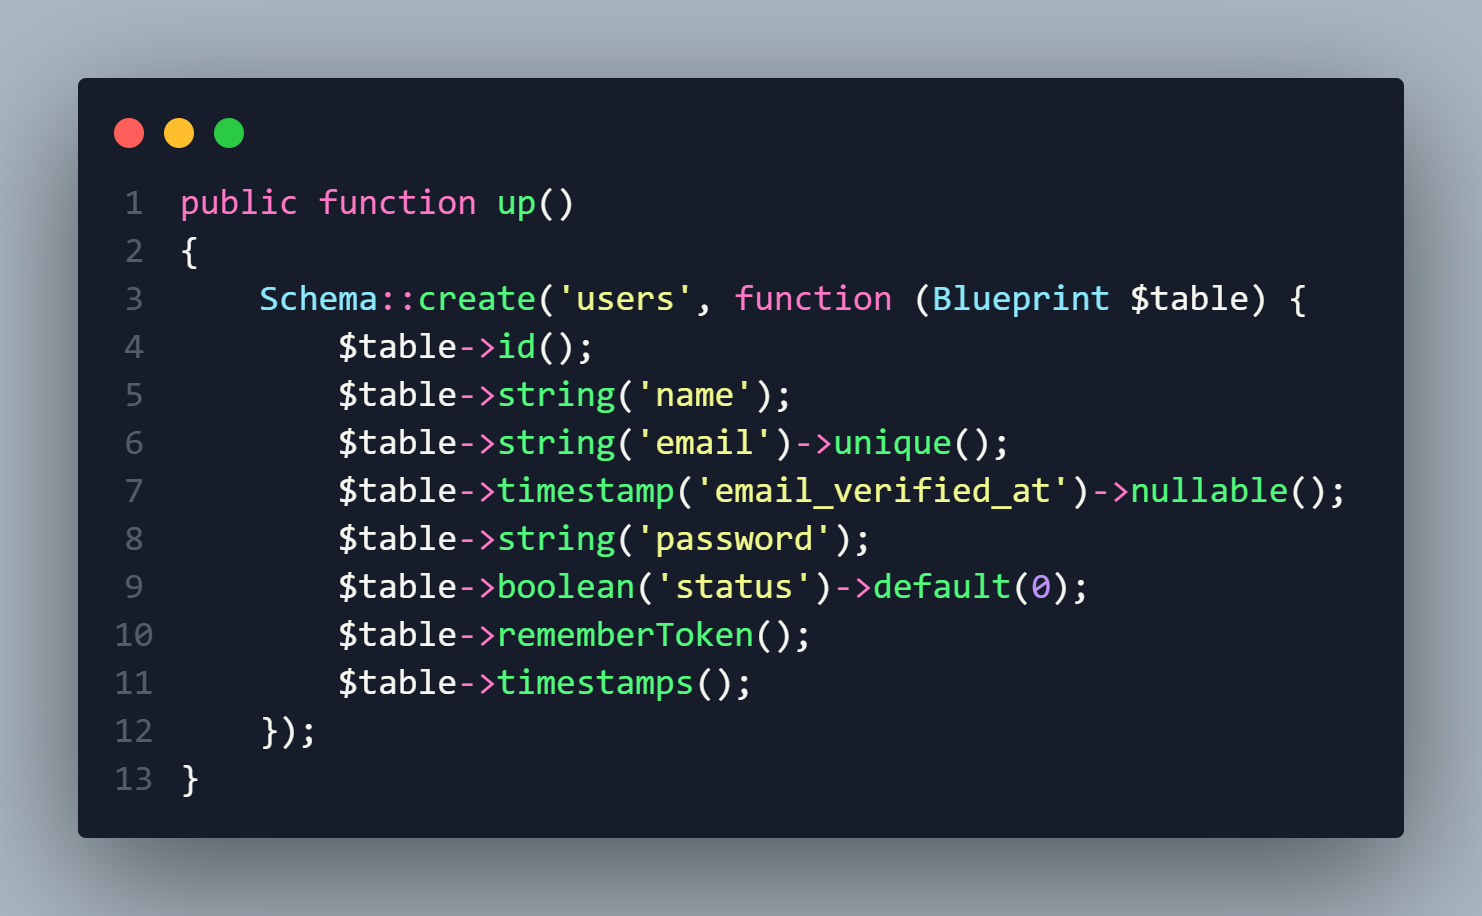 1 public function up()
2 {
3     Schema::create('users', function (Blueprint $table) {
4         $table->id();
5         $table->string('name');
6         $table->string('email')->unique();
7         $table->timestamp('email_verified_at')->nullable();
8         $table->string('password');
9         $table->boolean('status')->default(0);
10         $table->rememberToken();
11         $table->timestamps();
12     });
13 }